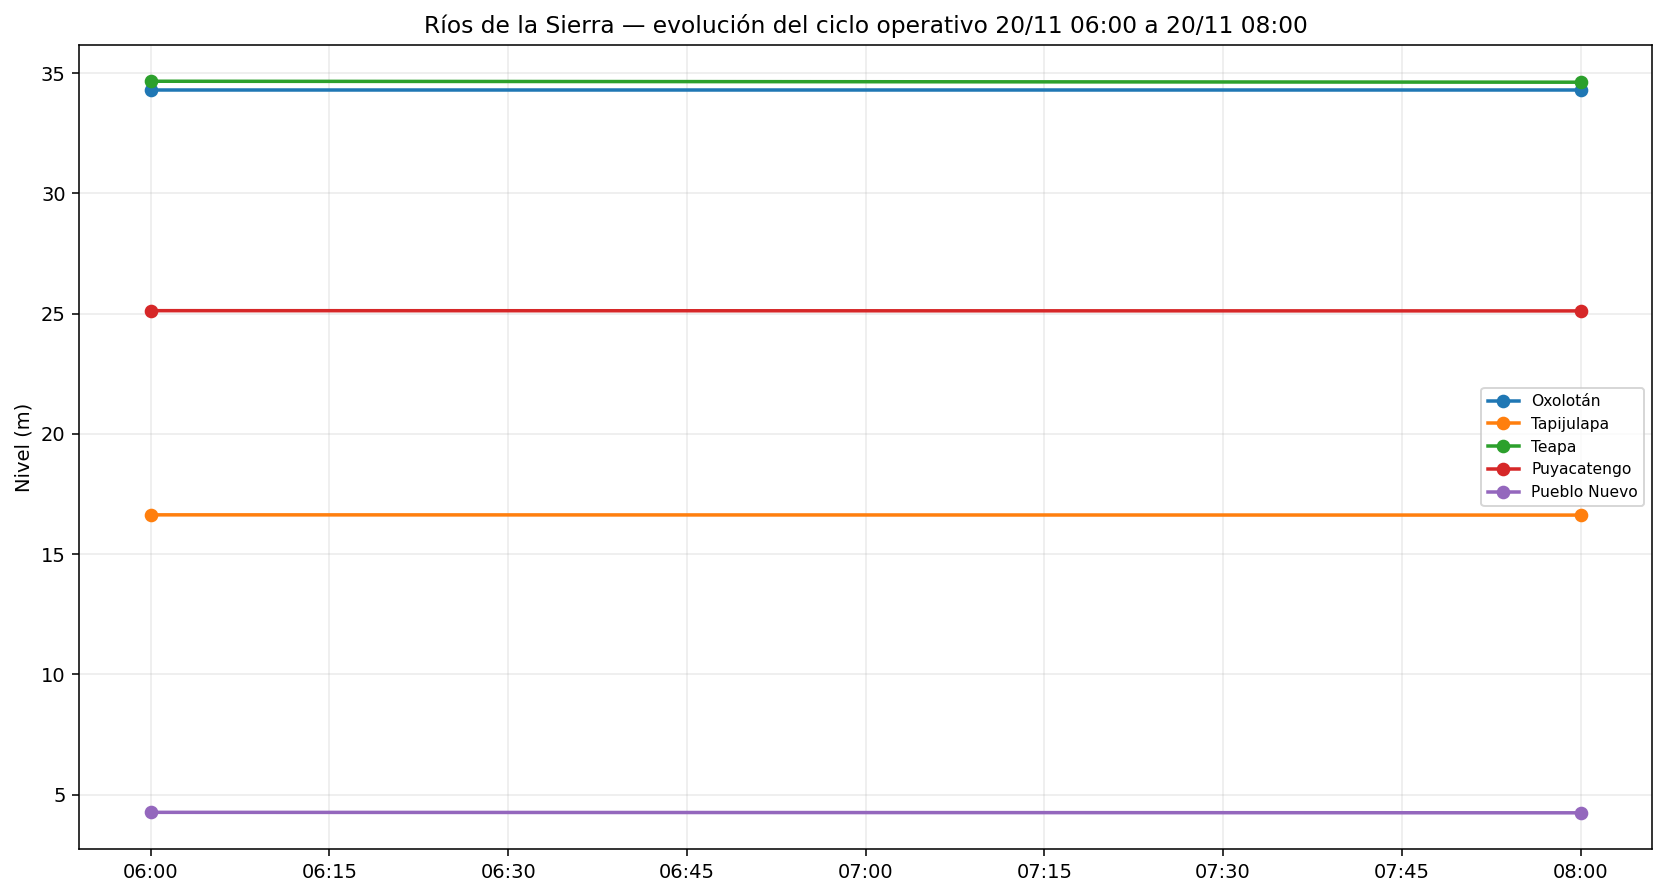 Ríos de la Sierra — evolución del ciclo operativo 20/11 06:00 a 20/11 08:00
Nivel (m)
35
30
25
20
15
10
5
Oxolotán
Tapijulapa
Teapa
Puyacatengo
Pueblo Nuevo
06:00 06:15 06:30 06:45 07:00 07:15 07:30 07:45 08:00